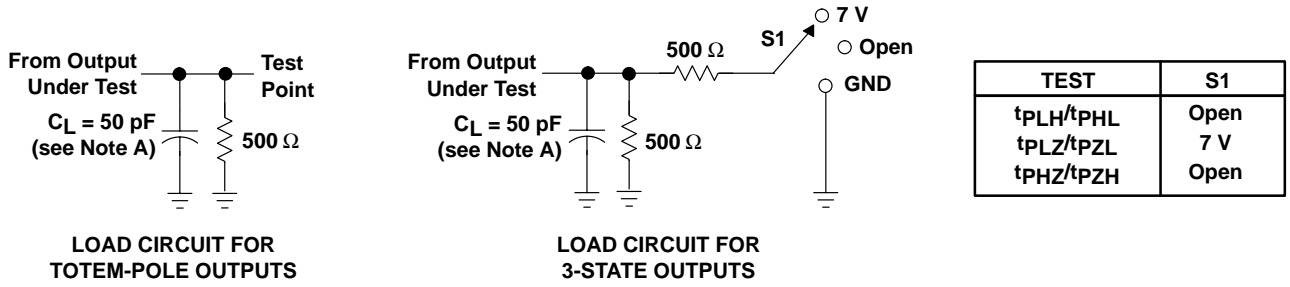 From Output
Under Test
Test
Point
CL = 50 pF
(see Note A)
500 Ω
LOAD CIRCUIT FOR
TOTEM-POLE OUTPUTS
From Output
Under Test
500 Ω
S1
7 V
Open
GND
CL = 50 pF
(see Note A)
500 Ω
LOAD CIRCUIT FOR
3-STATE OUTPUTS
TEST S1
tPLH/tPHL Open
tPLZ/tPZL 7 V
tPHZ/tPZH Open